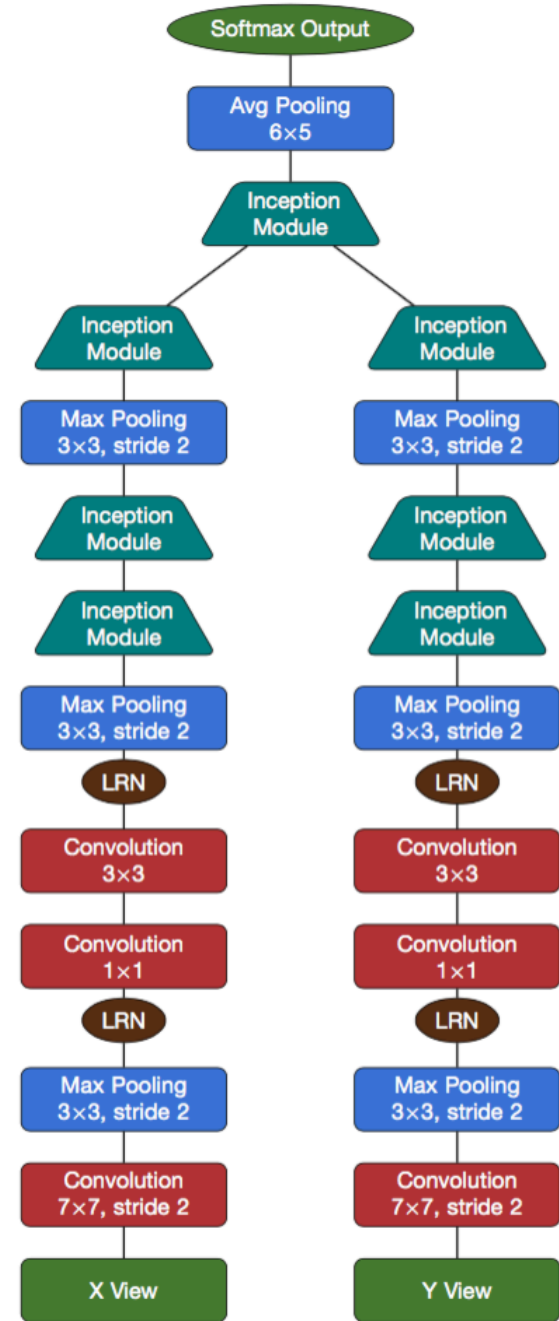 Softmax Output
Avg Pooling
6×5
Inception
Module
Inception
Module
Inception
Module
Max Pooling
3×3, stride 2
Max Pooling
3×3, stride 2
Inception
Module
Inception
Module
Inception
Module
Inception
Module
Max Pooling
3×3, stride 2
Max Pooling
3×3, stride 2
LRN
LRN
Convolution
3×3
Convolution
3×3
Convolution
1×1
Convolution
1×1
LRN
LRN
Max Pooling
3×3, stride 2
Max Pooling
3×3, stride 2
Convolution
7×7, stride 2
Convolution
7×7, stride 2
X View
Y View